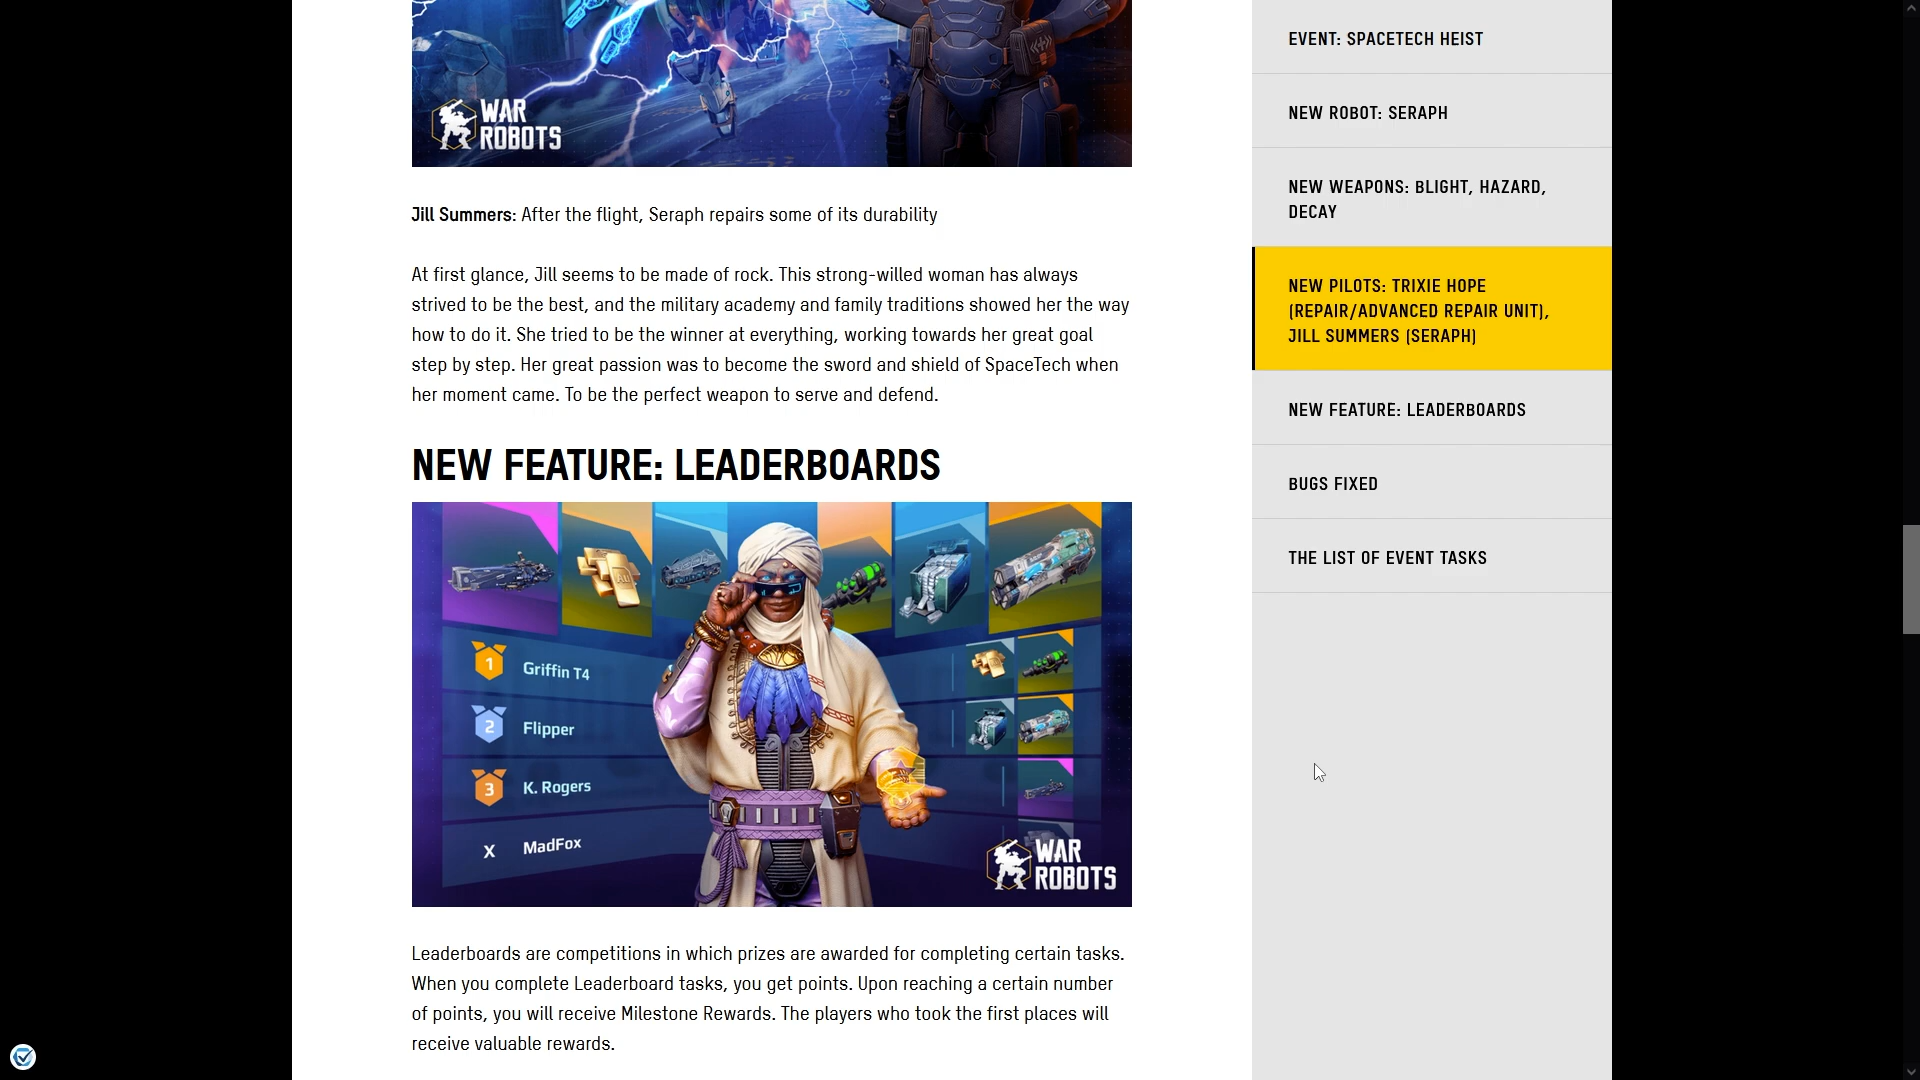 WAR
ROBOTS
Jill Summers: After the flight, Seraph repairs some of its durability
At first glance, Jill seems to be made of rock. This strong-willed woman has always
strived to be the best, and the military academy and family traditions showed her the way
how to do it. She tried to be the winner at everything, working towards her great goal
step by step. Her great passion was to become the sword and shield of SpaceTech when
her moment came. To be the perfect weapon to serve and defend.
NEW FEATURE: LEADERBOARDS
1 Griffin T4
2 Flipper
3 K. Rogers
X MadFox
WAR
ROBOTS
Leaderboards are competitions in which prizes are awarded for completing certain tasks.
When you complete Leaderboard tasks, you get points. Upon reaching a certain number
of points, you will receive Milestone Rewards. The players who took the first places will
receive valuable rewards.
EVENT: SPACETECH HEIST
NEW ROBOT: SERAPH
NEW WEAPONS: BLIGHT, HAZARD,
DECAY
NEW PILOTS: TRIXIE HOPE
(REPAIR/ADVANCED REPAIR UNIT),
JILL SUMMERS (SERAPH)
NEW FEATURE: LEADERBOARDS
BUGS FIXED
THE LIST OF EVENT TASKS